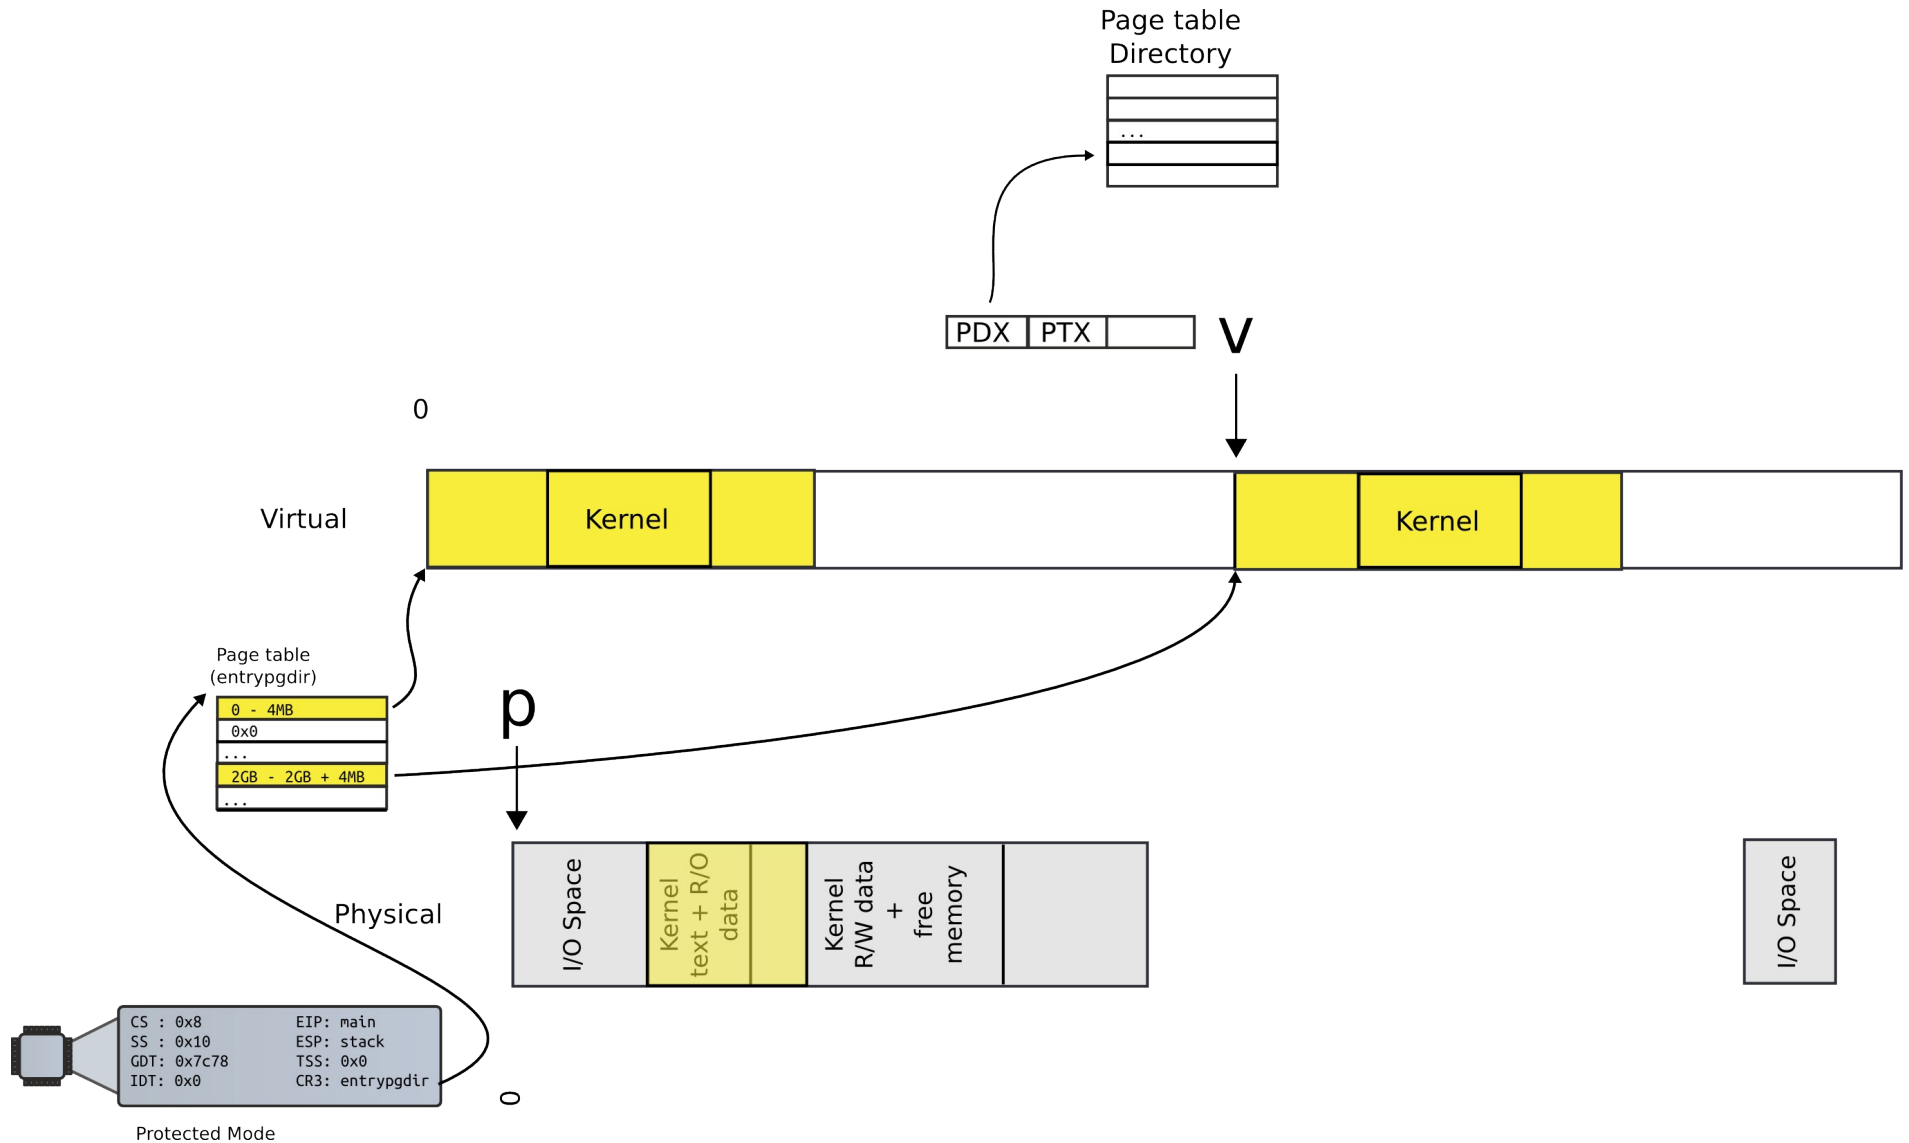 Page table
Directory
...
PDX
PTX
v
0
Kernel
Kernel
Virtual
Page table
(entrypgdir)
0 - 4MB
0x0
...
2GB - 2GB + 4MB
...
p
Physical
I/O Space
Kernel
text + R/O
data
Kernel
R/W data
+
free
memory
I/O Space
CS : 0x8
SS : 0x10
GDT: 0x7c78
IDT: 0x0
EIP: main
ESP: stack
TSS: 0x0
CR3: entrypgdir
0
Protected Mode